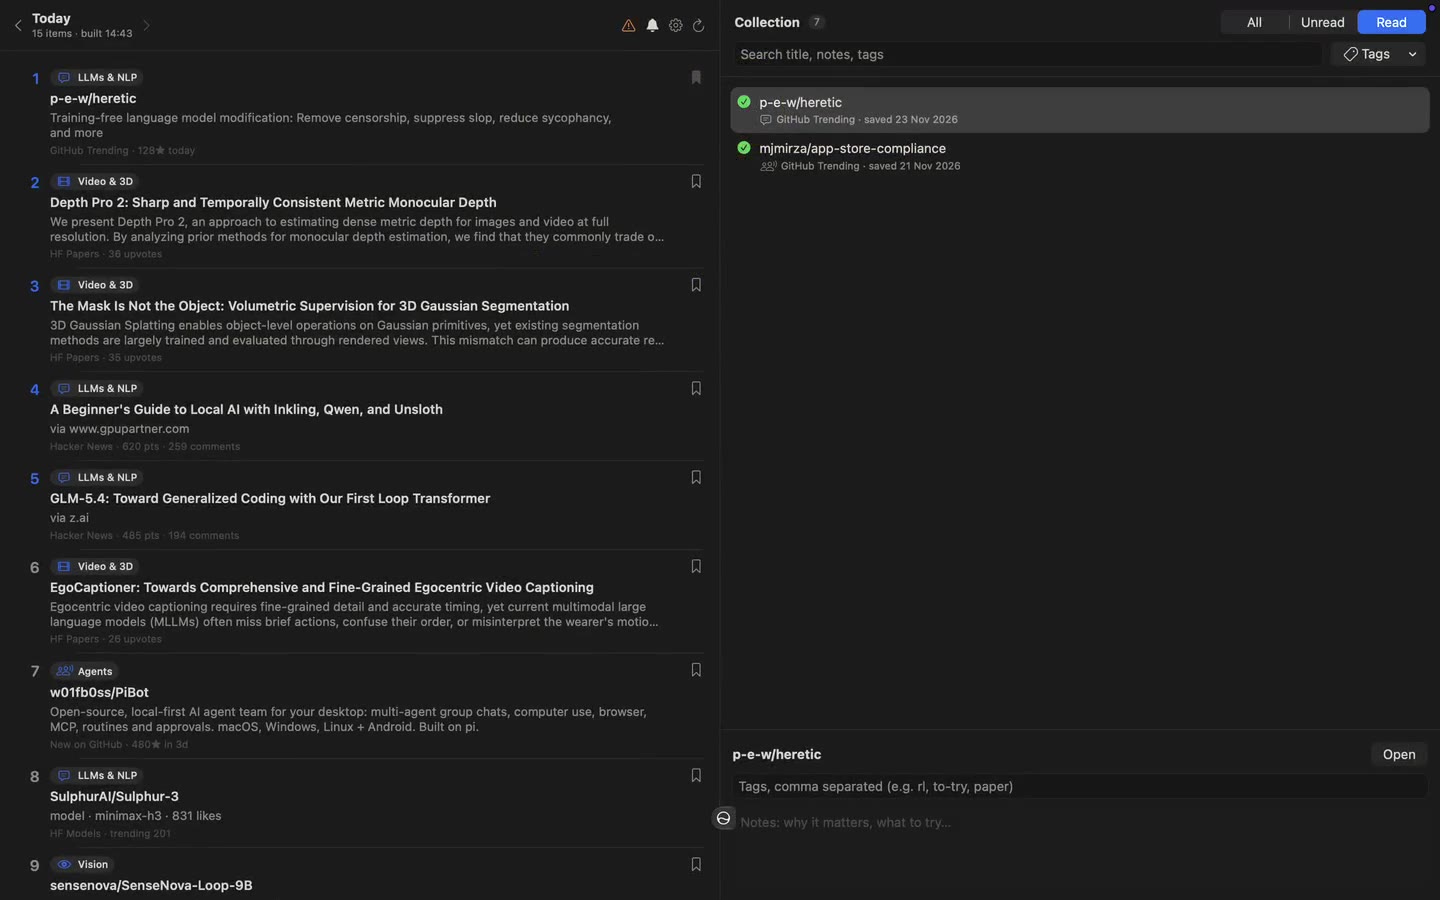 Today
15 items · built 14:43
1 LLMs & NLP
p-e-w/heretic
Training-free language model modification: Remove censorship, suppress slop, reduce sycophancy,
and more
GitHub Trending · 128★ today
2 Video & 3D
Depth Pro 2: Sharp and Temporally Consistent Metric Monocular Depth
We present Depth Pro 2, an approach to estimating dense metric depth for images and video at full
resolution. By analyzing prior methods for monocular depth estimation, we find that they commonly trade o...
HF Papers · 36 upvotes
3 Video & 3D
The Mask Is Not the Object: Volumetric Supervision for 3D Gaussian Segmentation
3D Gaussian Splatting enables object-level operations on Gaussian primitives, yet existing segmentation
methods are largely trained and evaluated through rendered views. This mismatch can produce accurate re...
HF Papers · 35 upvotes
4 LLMs & NLP
A Beginner's Guide to Local AI with Inkling, Qwen, and Unsloth
via www.gpupartner.com
Hacker News · 620 pts · 259 comments
5 LLMs & NLP
GLM-5.4: Toward Generalized Coding with Our First Loop Transformer
via z.ai
Hacker News · 485 pts · 194 comments
6 Video & 3D
EgoCaptioner: Towards Comprehensive and Fine-Grained Egocentric Video Captioning
Egocentric video captioning requires fine-grained detail and accurate timing, yet current multimodal large
language models (MLLMs) often miss brief actions, confuse their order, or misinterpret the wearer's motio...
HF Papers · 26 upvotes
7 Agents
w01fb0ss/PiBot
Open-source, local-first AI agent team for your desktop: multi-agent group chats, computer use, browser,
MCP, routines and approvals. macOS, Windows, Linux + Android. Built on pi.
New on GitHub · 480★ in 3d
8 LLMs & NLP
SulphurAI/Sulphur-3
model · minimax-h3 · 831 likes
HF Models · trending 201
9 Vision
sensenova/SenseNova-Loop-9B
Collection 7
All Unread Read
Search title, notes, tags
Tags
p-e-w/heretic
GitHub Trending · saved 23 Nov 2026
mjmirza/app-store-compliance
GitHub Trending · saved 21 Nov 2026
p-e-w/heretic
Open
Tags, comma separated (e.g. rl, to-try, paper)
Notes: why it matters, what to try...